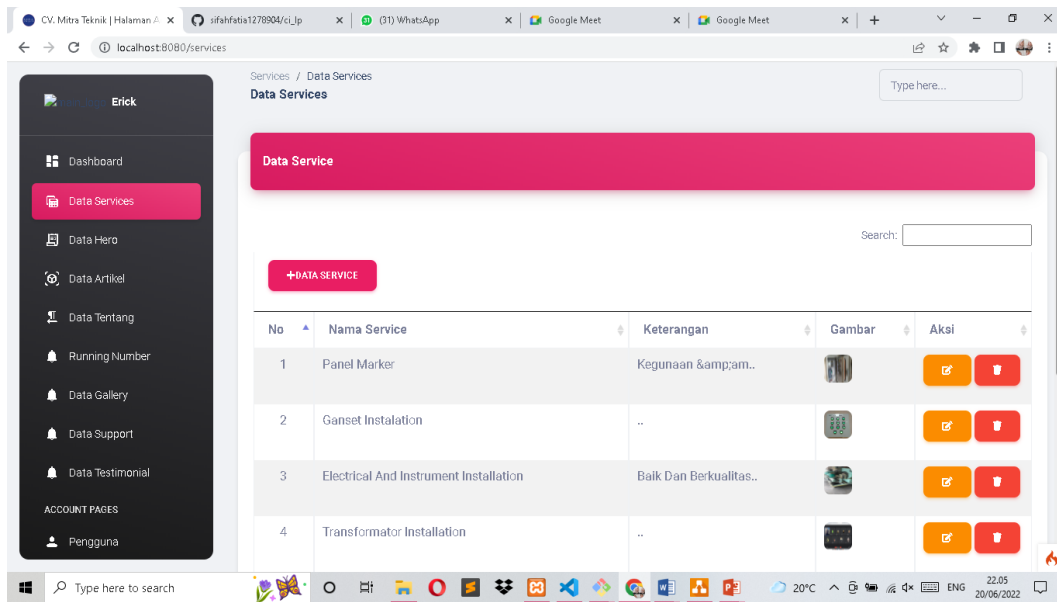 CV. Mitra Teknik | Halaman A
sifahfatia1278904/ci_lp
(31) WhatsApp
Google Meet
Google Meet
localhost:8080/services
Erick
Dashboard
Data Services
Data Hero
Data Artikel
Data Tentang
Running Number
Data Gallery
Data Support
Data Testimonial
ACCOUNT PAGES
Pengguna
Services / Data Services
Data Services
Type here...
Data Service
Search:
+DATA SERVICE
No Nama Service Keterangan Gambar Aksi
1 Panel Marker Kegunaan &amp;am..
2 Ganset Instalation ..
3 Electrical And Instrument Installation Baik Dan Berkualitas..
4 Transformator Installation ..
Type here to search
20°C
ENG
22.05
20/06/2022